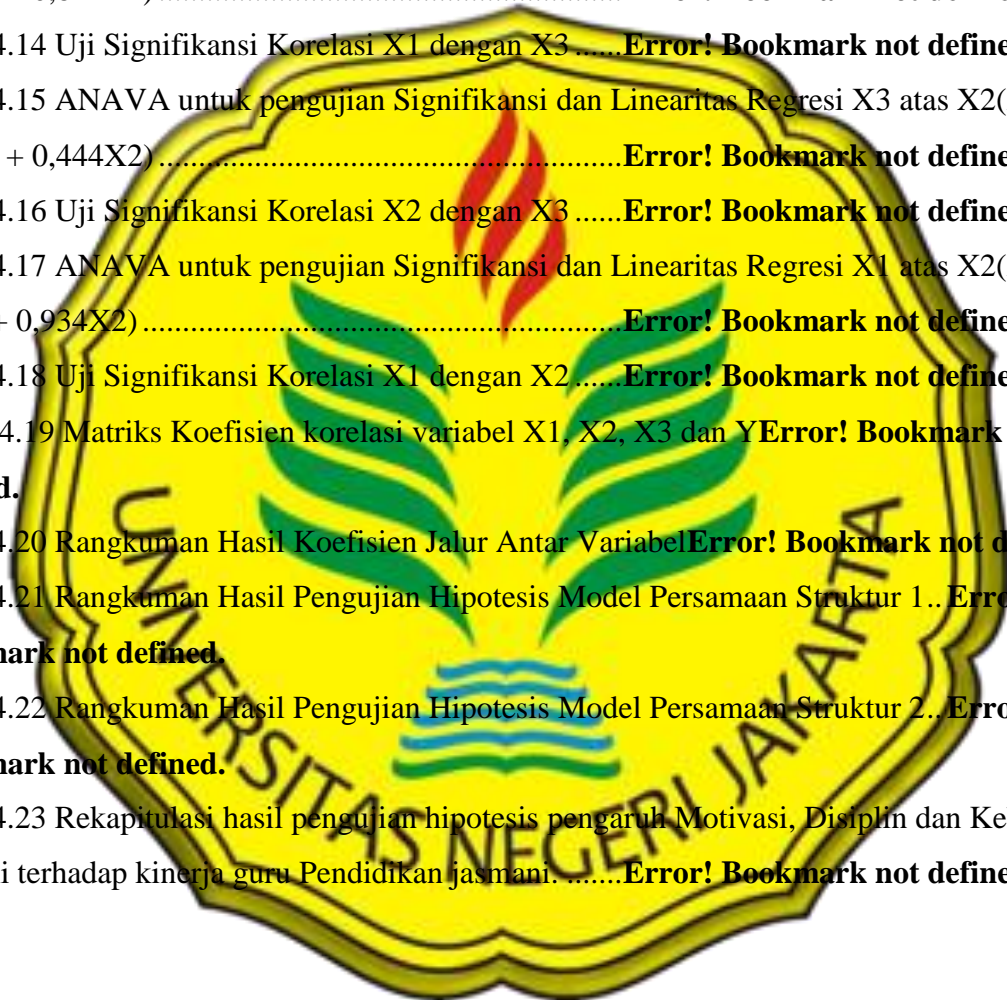 4.14 Uji Signifikansi Korelasi X1 dengan X3 ......Error! Bookmark not define
4.15 ANAVA untuk pengujian Signifikansi dan Linearitas Regresi X3 atas X2(
+ 0,444X2) .................................................Error! Bookmark not define
4.16 Uji Signifikansi Korelasi X2 dengan X3 ......Error! Bookmark not define
4.17 ANAVA untuk pengujian Signifikansi dan Linearitas Regresi X1 atas X2(
+ 0,934X2) ...................................................Error! Bookmark not define
4.18 Uji Signifikansi Korelasi X1 dengan X2 ......Error! Bookmark not define
4.19 Matriks Koefisien korelasi variabel X1, X2, X3 dan YError! Bookmark
d.
4.20 Rangkuman Hasil Koefisien Jalur Antar VariabelError! Bookmark not d
4.21 Rangkuman Hasil Pengujian Hipotesis Model Persamaan Struktur 1.. Erro
mark not defined.
4.22 Rangkuman Hasil Pengujian Hipotesis Model Persamaan Struktur 2.. Erro
mark not defined.
4.23 Rekapitulasi hasil pengujian hipotesis pengaruh Motivasi, Disiplin dan Ke
i terhadap kinerja guru Pendidikan jasmani. .......Error! Bookmark not define
UNIVERSITAS NEGERI JAKARTA